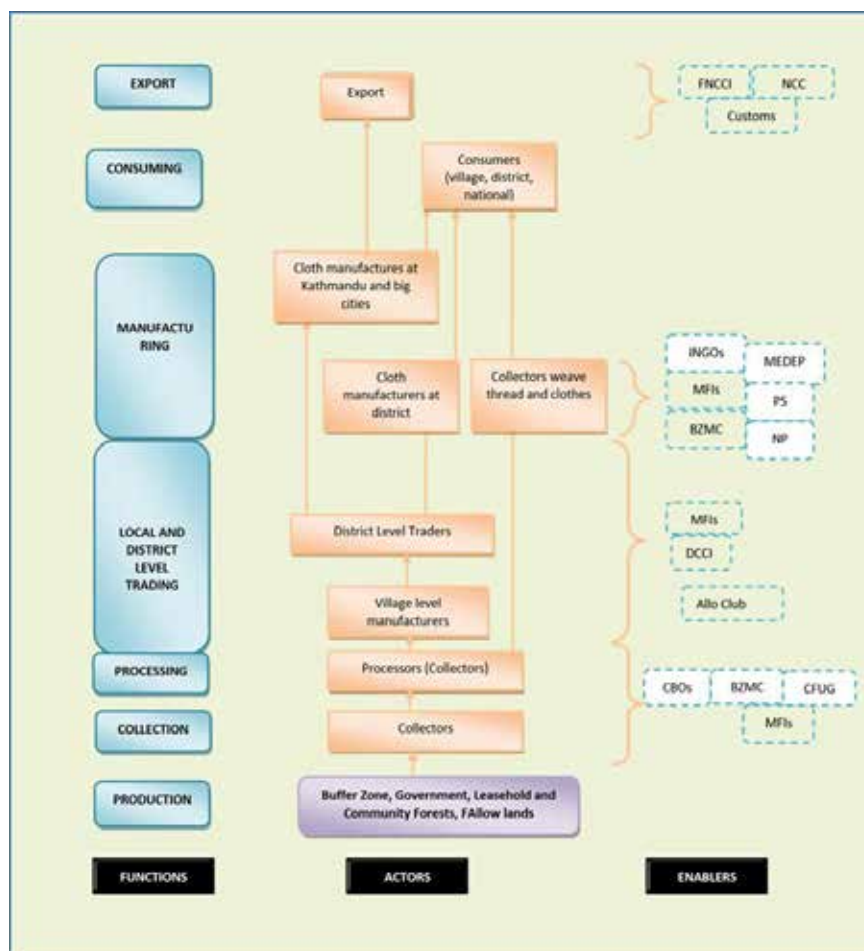 EXPORT
Export
FNCCI
NCC
Customs
CONSUMING
Consumers
(village, district,
national)
Cloth manufactures at
Kathmandu and big
cities
MANUFACTU
RING
Cloth
manufacturers at
district
Collectors weave
thread and clothes
INGOs
MEDEP
MFIs
PS
BZMC
NP
LOCAL AND
DISTRICT
LEVEL
TRADING
District Level Traders
MFIs
DCCI
Village level
manufacturers
Allo Club
PROCESSING
Processors (Collectors)
CBOs
BZMC
CFUG
MFIs
COLLECTION
Collectors
PRODUCTION
Buffer Zone, Government, Leasehold and
Community Forests, FAllow lands
FUNCTIONS
ACTORS
ENABLERS